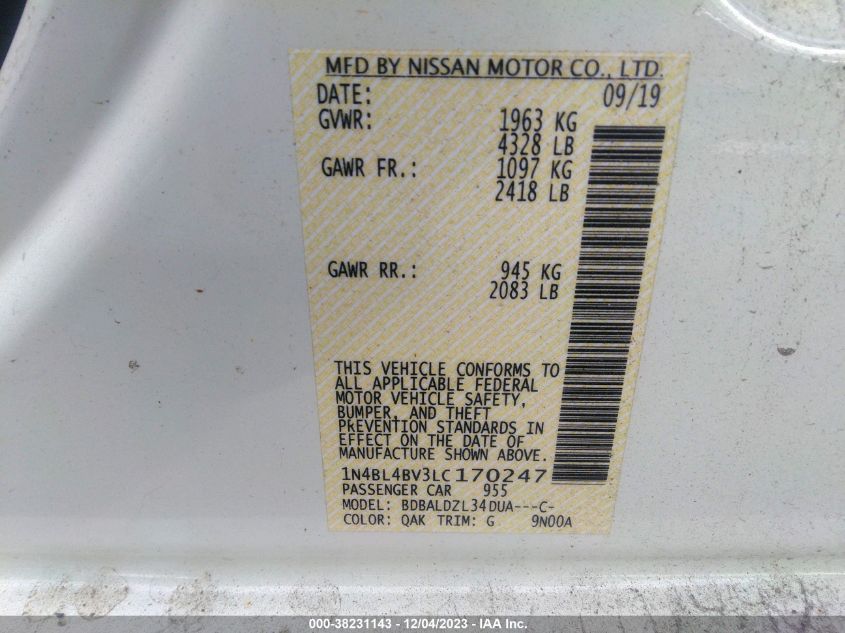 MFD BY NISSAN MOTOR CO., LTD.
DATE: 09/19
GVWR: 1963 KG
4328 LB
GAWR FR.: 1097 KG
2418 LB
GAWR RR.: 945 KG
2083 LB
THIS VEHICLE CONFORMS TO
ALL APPLICABLE FEDERAL
MOTOR VEHICLE SAFETY,
BUMPER, AND THEFT
PREVENTION STANDARDS IN
EFFECT ON THE DATE OF
MANUFACTURE SHOWN ABOVE.
1N4BL4BV3LC170247
PASSENGER CAR 955
MODEL: BDBALDZL34DUA---C-
COLOR: QAK TRIM: G 9N00A
000-38231143 - 12/04/2023 - IAA Inc.